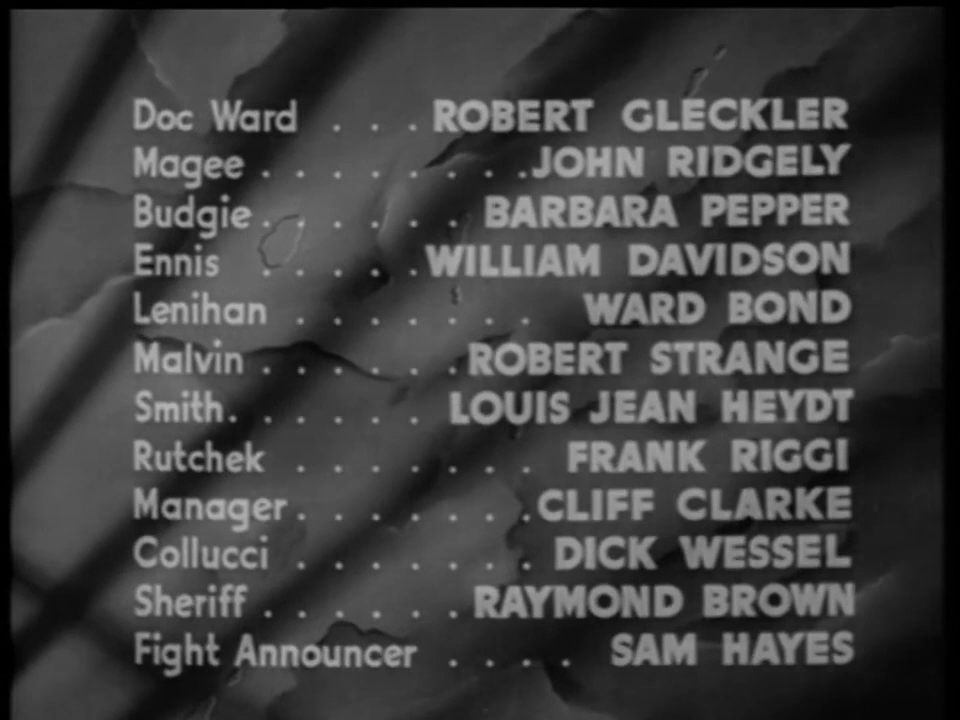 Doc Ward . . . ROBERT GLECKLER
Magee . . . . . . . . JOHN RIDGELY
Budgie . . . . . . BARBARA PEPPER
Ennis . . . . . WILLIAM DAVIDSON
Lenihan . . . . . . . WARD BOND
Malvin . . . . . . ROBERT STRANGE
Smith . . . . . . LOUIS JEAN HEYDT
Rutchek . . . . . . . FRANK RIGGI
Manager . . . . . . . CLIFF CLARKE
Collucci . . . . . . . DICK WESSEL
Sheriff . . . . . . RAYMOND BROWN
Fight Announcer . . . . SAM HAYES